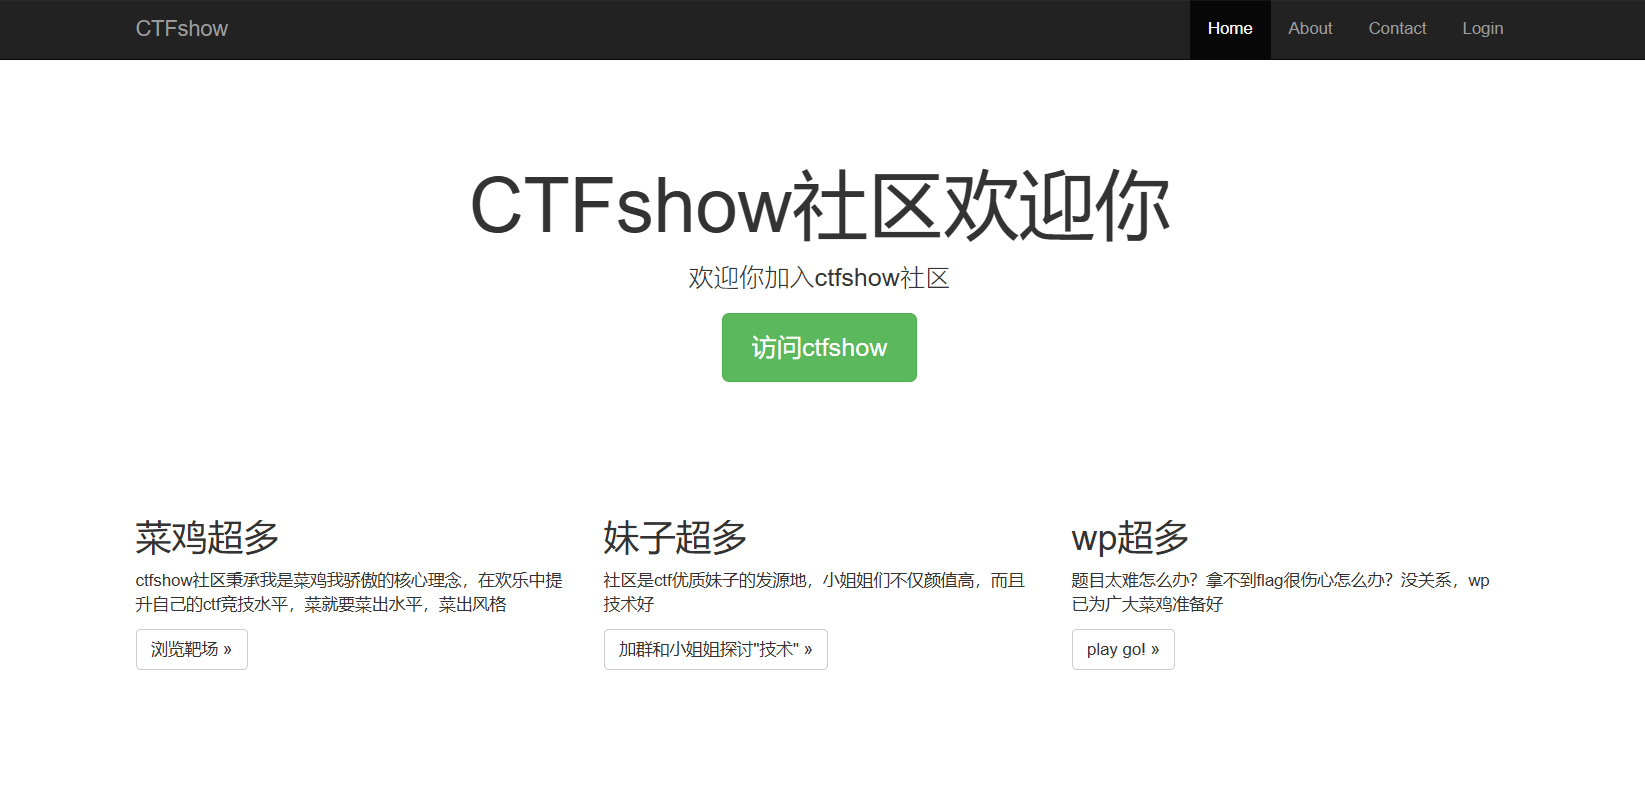 CTFshow
Home About Contact Login
CTFshow社区欢迎你
欢迎你加入ctfshow社区
访问ctfshow
菜鸡超多
ctfshow社区秉承我是菜鸡我骄傲的核心理念，在欢乐中提
升自己的ctf竞技水平，菜就要菜出水平，菜出风格
浏览靶场 »
妹子超多
社区是ctf优质妹子的发源地，小姐姐们不仅颜值高，而且
技术好
加群和小姐姐探讨"技术" »
wp超多
题目太难怎么办？拿不到flag很伤心怎么办？没关系，wp
已为广大菜鸡准备好
play go! »